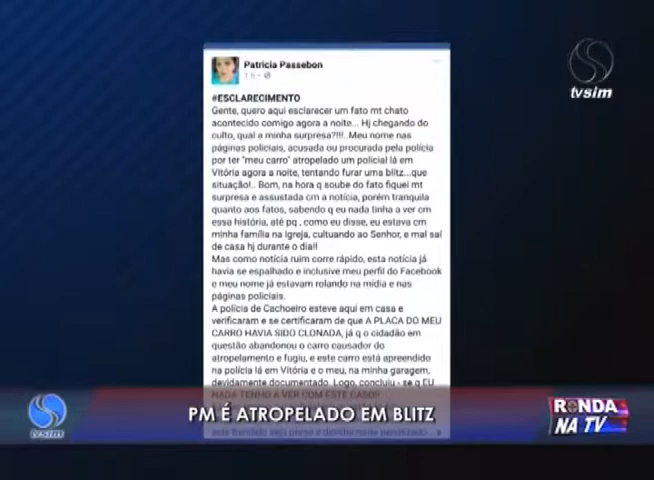 Patricia Passebon
1 h
#ESCLARECIMENTO
Gente, quero aqui esclarecer um fato mt chato
acontecido comigo agora a noite... Hj chegando do
culto, qual a minha surpresa?!!!..Meu nome nas
páginas policiais, acusada ou procurada pela polícia
por ter "meu carro" atropelado um policial lá em
Vitória agora a noite, tentando furar uma blitz...que
situação!.. Bom, na hora q soube do fato fiquei mt
surpresa e assustada cm a notícia, porém tranquila
quanto aos fatos, sabendo q eu nada tinha a ver cm
essa história, até pq , como eu disse, eu estava cm
minha família na Igreja, cultuando ao Senhor, e mal saí
de casa hj durante o dia!!
Mas como notícia ruim corre rápido, esta notícia já
havia se espalhado e inclusive meu perfil do Facebook
e meu nome já estavam rolando na mídia e nas
páginas policiais.
A polícia de Cachoeiro esteve aqui em casa e
verificaram e se certificaram de que A PLACA DO MEU
CARRO HAVIA SIDO CLONADA, já q o cidadão em
questão abandonou o carro causador do
atropelamento e fugiu, e este carro está apreendido
na polícia lá em Vitória e o meu, na minha garagem,
devidamente documentado. Logo, concluiu - se q EU
NADA TENHO A VER COM ESTE CASO!!
tvsim
PM É ATROPELADO EM BLITZ
tvsim
RONDA
NA TV